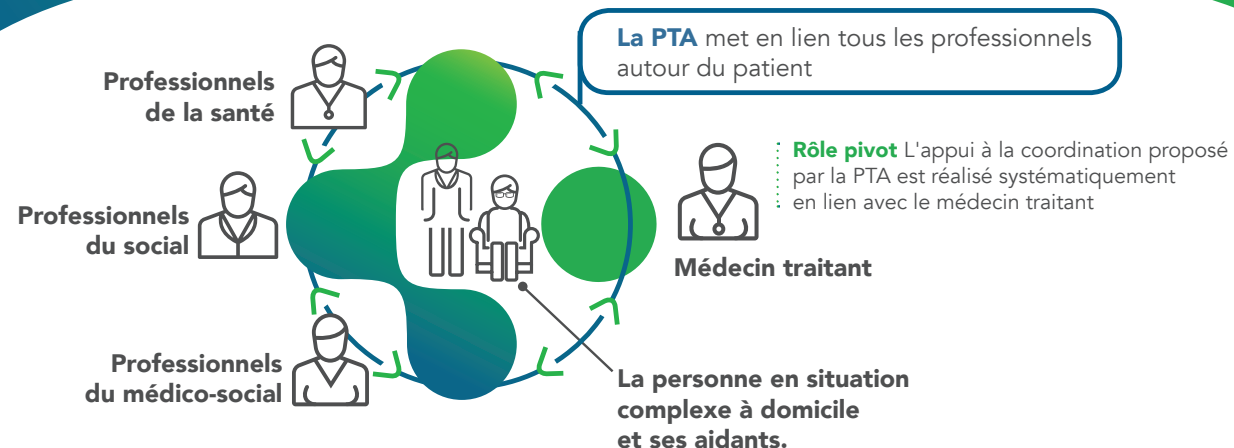 La PTA met en lien tous les professionnels
autour du patient
Professionnels
de la santé
Rôle pivot L'appui à la coordination proposé
par la PTA est réalisé systématiquement
en lien avec le médecin traitant
Professionnels
du social
Médecin traitant
Professionnels
du médico-social
La personne en situation
complexe à domicile
et ses aidants.